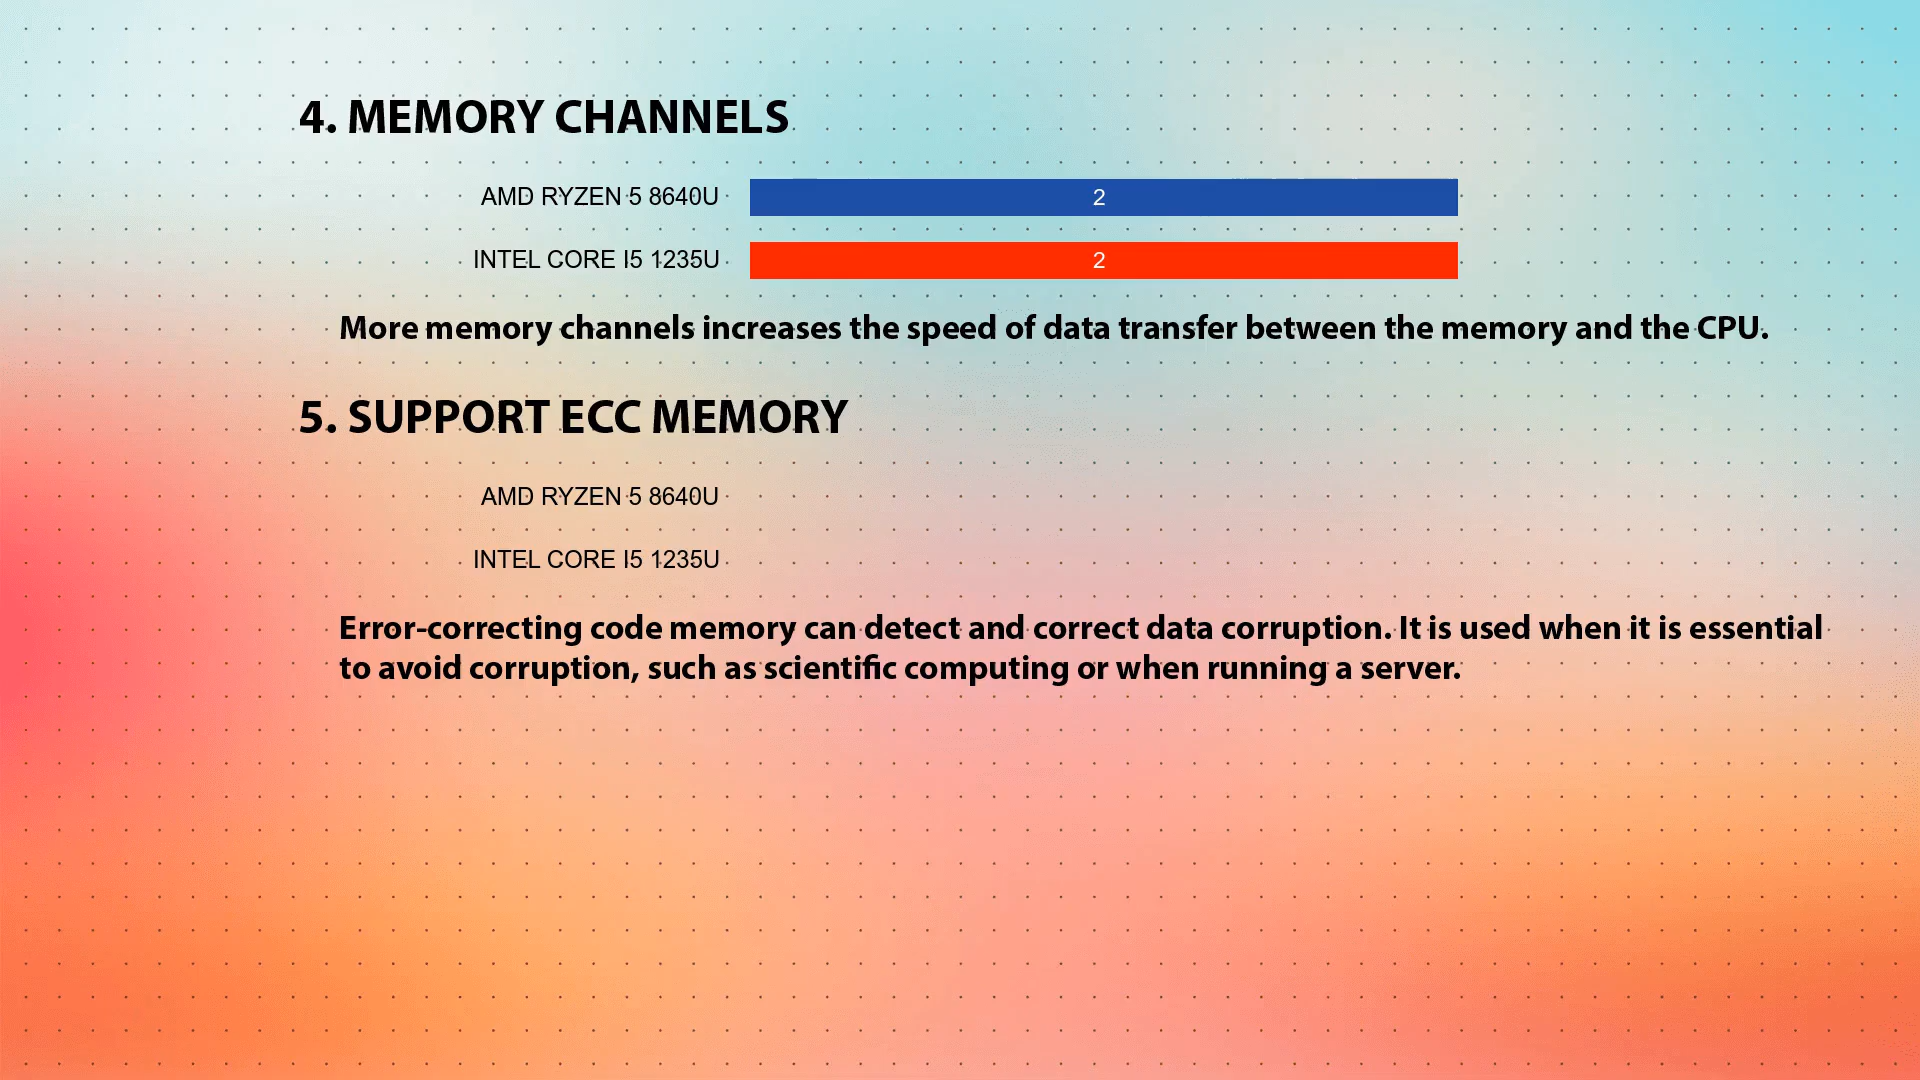 4. MEMORY CHANNELS
AMD RYZEN 5 8640U
2
INTEL CORE I5 1235U
2
More memory channels increases the speed of data transfer between the memory and the CPU.
5. SUPPORT ECC MEMORY
AMD RYZEN 5 8640U
INTEL CORE I5 1235U
Error-correcting code memory can detect and correct data corruption. It is used when it is essential
to avoid corruption, such as scientific computing or when running a server.